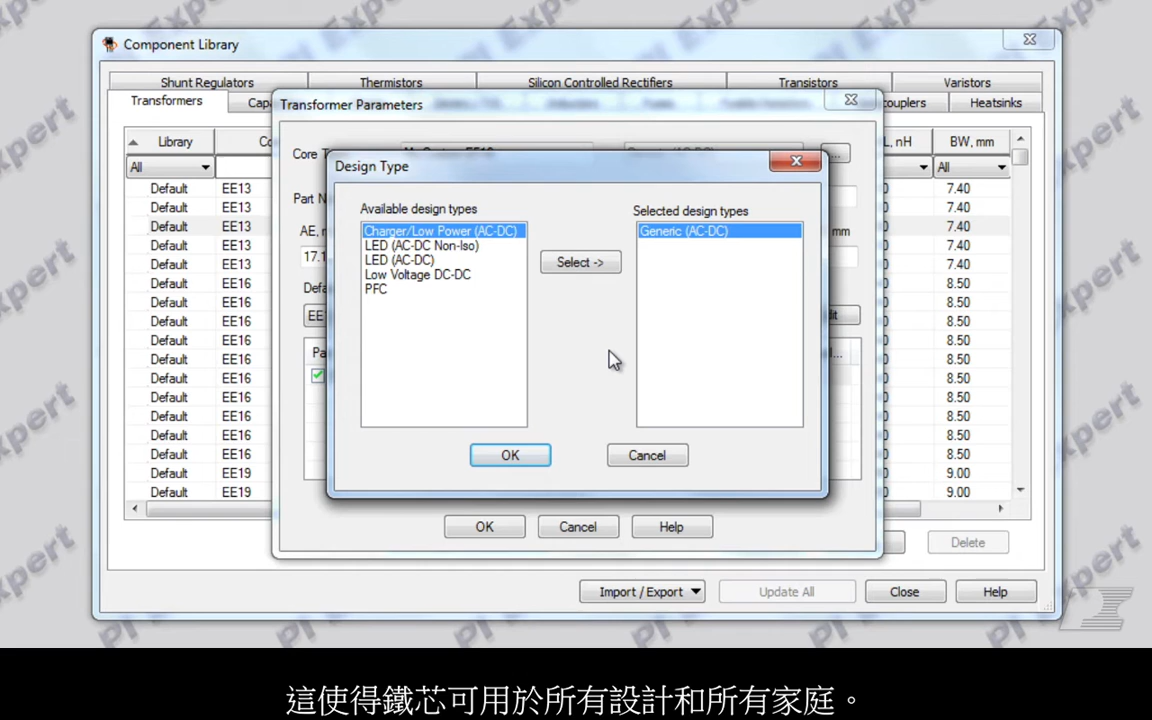 Component Library
Shunt Regulators Thermistors Silicon Controlled Rectifiers Transistors Varistors
Transformers Heatsinks
Transformer Parameters
Library BW, mm
All All
Default EE13 7.40
Default EE13 7.40
Default EE13 7.40
Default EE13 7.40
Default EE13 7.40
Default EE16 8.50
Default EE16 8.50
Default EE16 8.50
Default EE16 8.50
Default EE16 8.50
Default EE16 8.50
Default EE16 8.50
Default EE16 8.50
Default EE16 8.50
Default EE16 8.50
Default EE19 9.00
Default EE19 9.00
Design Type
Available design types
Selected design types
Charger/Low Power (AC-DC)
LED (AC-DC Non-Iso)
LED (AC-DC)
Low Voltage DC-DC
PFC
Select ->
Generic (AC-DC)
OK Cancel
mm
OK Cancel Help
Delete
Import / Export Update All Close Help
PI Expert
這使得鐵芯可用於所有設計和所有家庭。